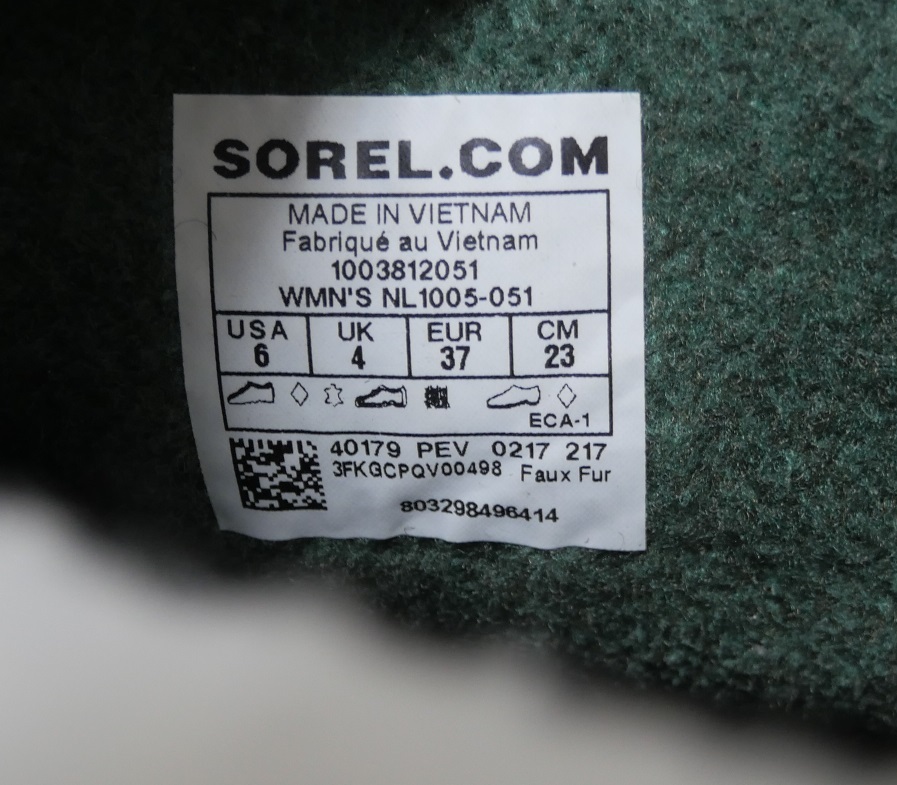 SOREL.COM
MADE IN VIETNAM
Fabriqué au Vietnam
1003812051
WMN'S NL1005-051
USA UK EUR CM
6 4 37 23
ECA-1
40179 PEV 0217 217
3FKGCPQV00498 Faux Fur
803298496414